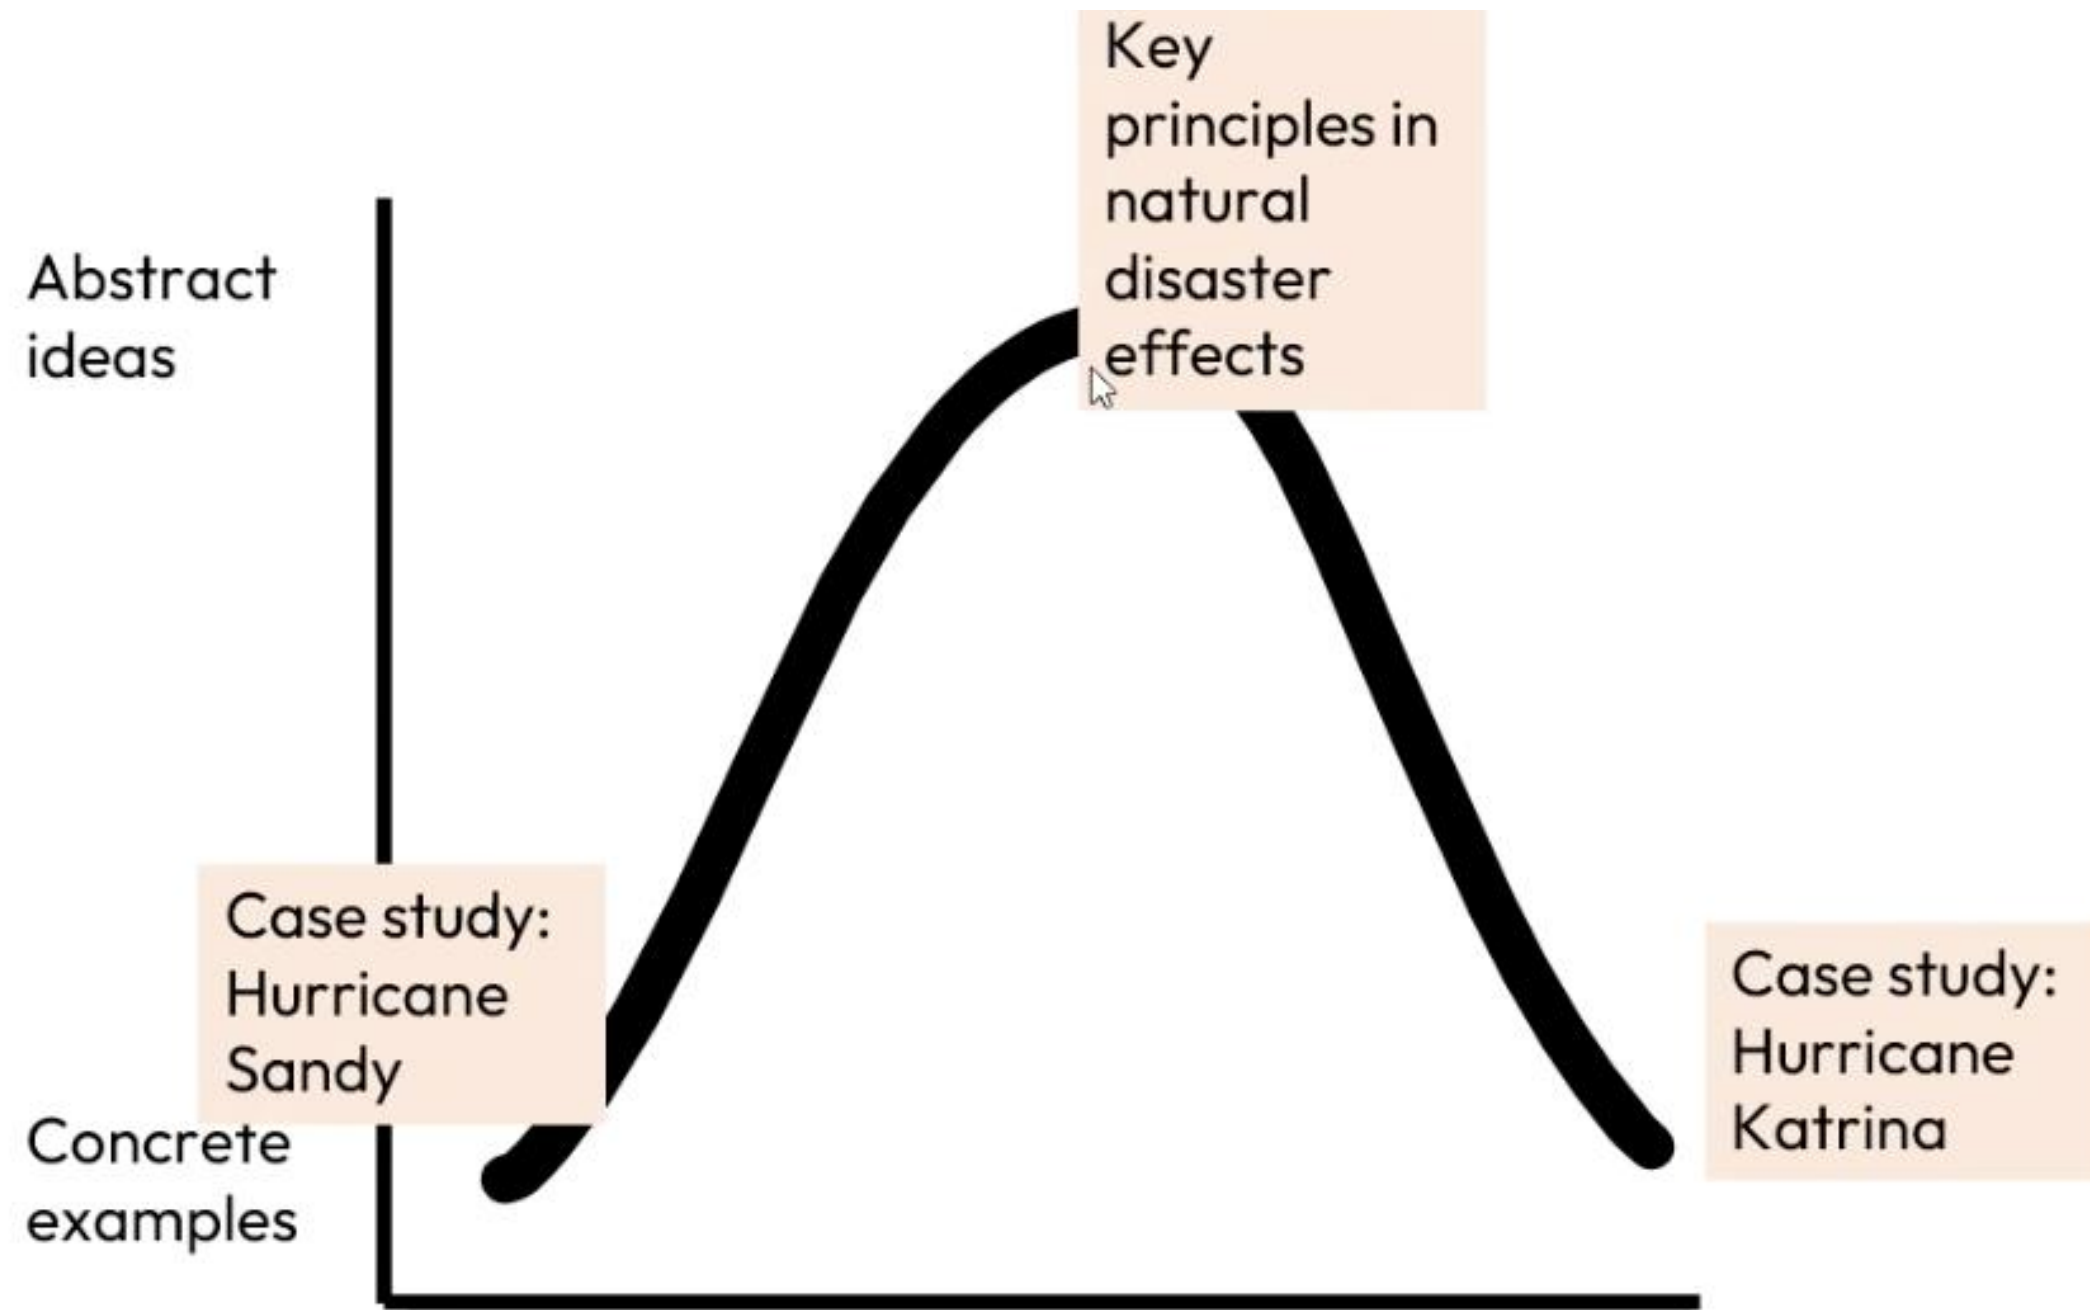 Key
principles in
natural
disaster
effects
Abstract
ideas
Case study:
Hurricane
Sandy
Case study:
Hurricane
Katrina
Concrete
examples